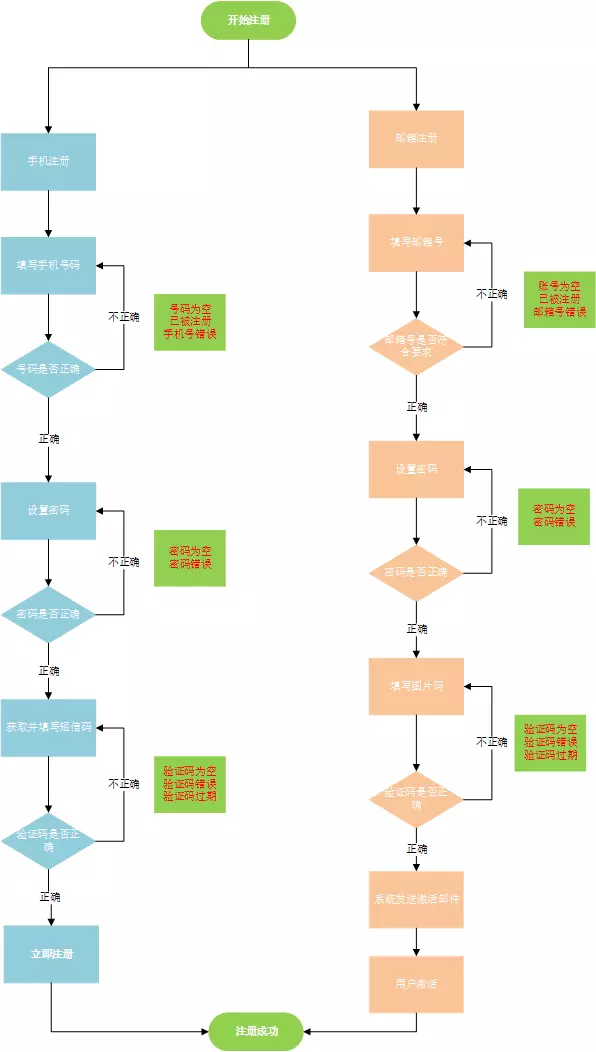 开始注册
手机注册
填写手机号码
不正确
号码为空
已被注册
手机号错误
号码是否正确
正确
设置密码
不正确
密码为空
密码错误
密码是否正确
正确
获取并填写短信码
不正确
验证码为空
验证码错误
验证码过期
验证码是否正
确
正确
立即注册
邮箱注册
填写邮箱号
不正确
账号为空
已被注册
邮箱号错误
邮箱号是否符
合要求
正确
设置密码
不正确
密码为空
密码错误
密码是否正确
正确
填写图片码
不正确
验证码为空
验证码错误
验证码过期
验证码是否正
确
正确
系统发送激活邮件
用户激活
注册成功